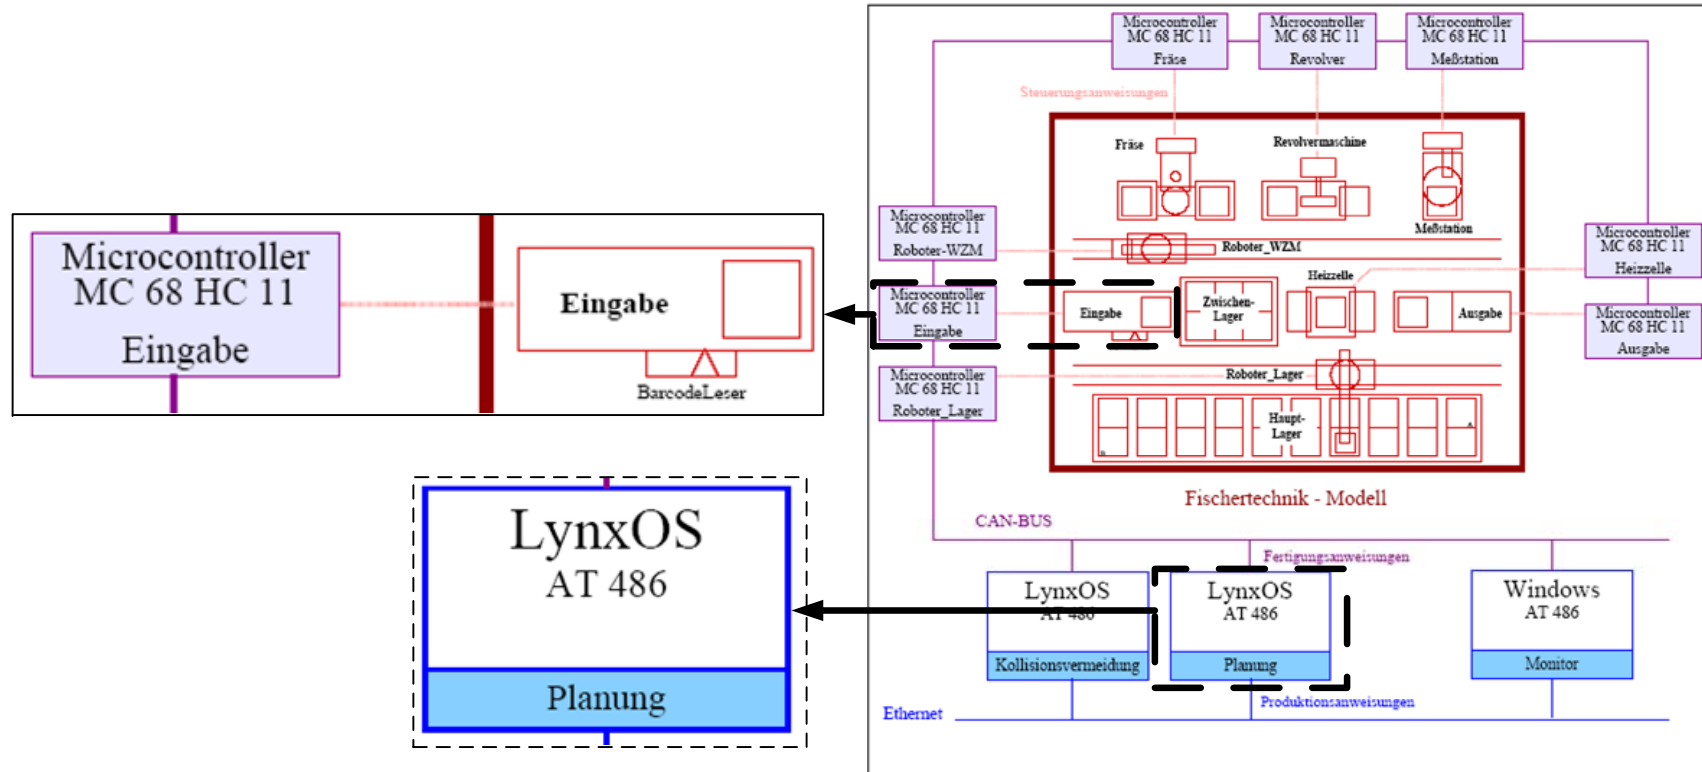 Microcontroller
MC 68 HC 11
Eingabe
Eingabe
BarcodeLeser
LynxOS
AT 486
Planung
Microcontroller
MC 68 HC 11
Fräse
Microcontroller
MC 68 HC 11
Revolver
Microcontroller
MC 68 HC 11
Meßstation
Steuerungsanweisungen
Fräse
Revolvermaschine
Meßstation
Microcontroller
MC 68 HC 11
Roboter-WZM
Roboter_WZM
Microcontroller
MC 68 HC 11
Heizzelle
Microcontroller
MC 68 HC 11
Eingabe
Eingabe
Zwischen-
Lager
Heizzelle
Ausgabe
Microcontroller
MC 68 HC 11
Ausgabe
Microcontroller
MC 68 HC 11
Roboter_Lager
Roboter_Lager
Haupt-
Lager
A
Fischertechnik - Modell
CAN-BUS
Fertigungsanweisungen
LynxOS
AT 486
Kollisionsvermeidung
LynxOS
AT 486
Planung
Windows
AT 486
Monitor
Produktionsanweisungen
Ethernet